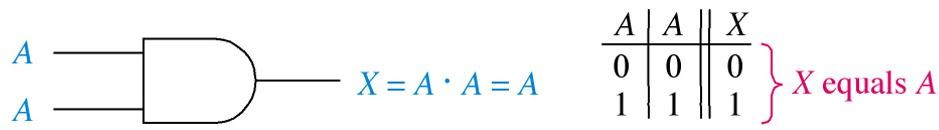 A
A
X = A · A = A
A A X
0 0 0
1 1 1
X equals A